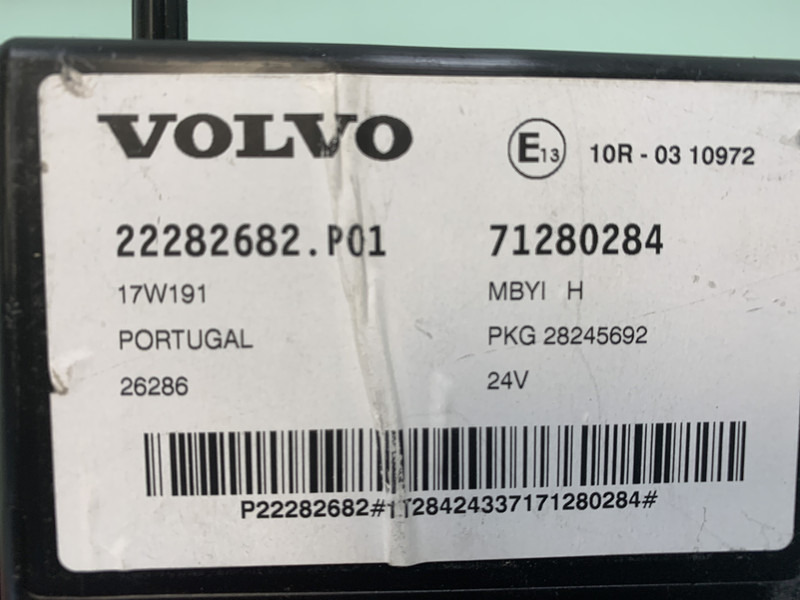 VOLVO
E13 10R - 03 10972
22282682.P01 71280284
17W191 MBYI H
PORTUGAL PKG 28245692
26286 24V
P22282682#1T28424337171280284#